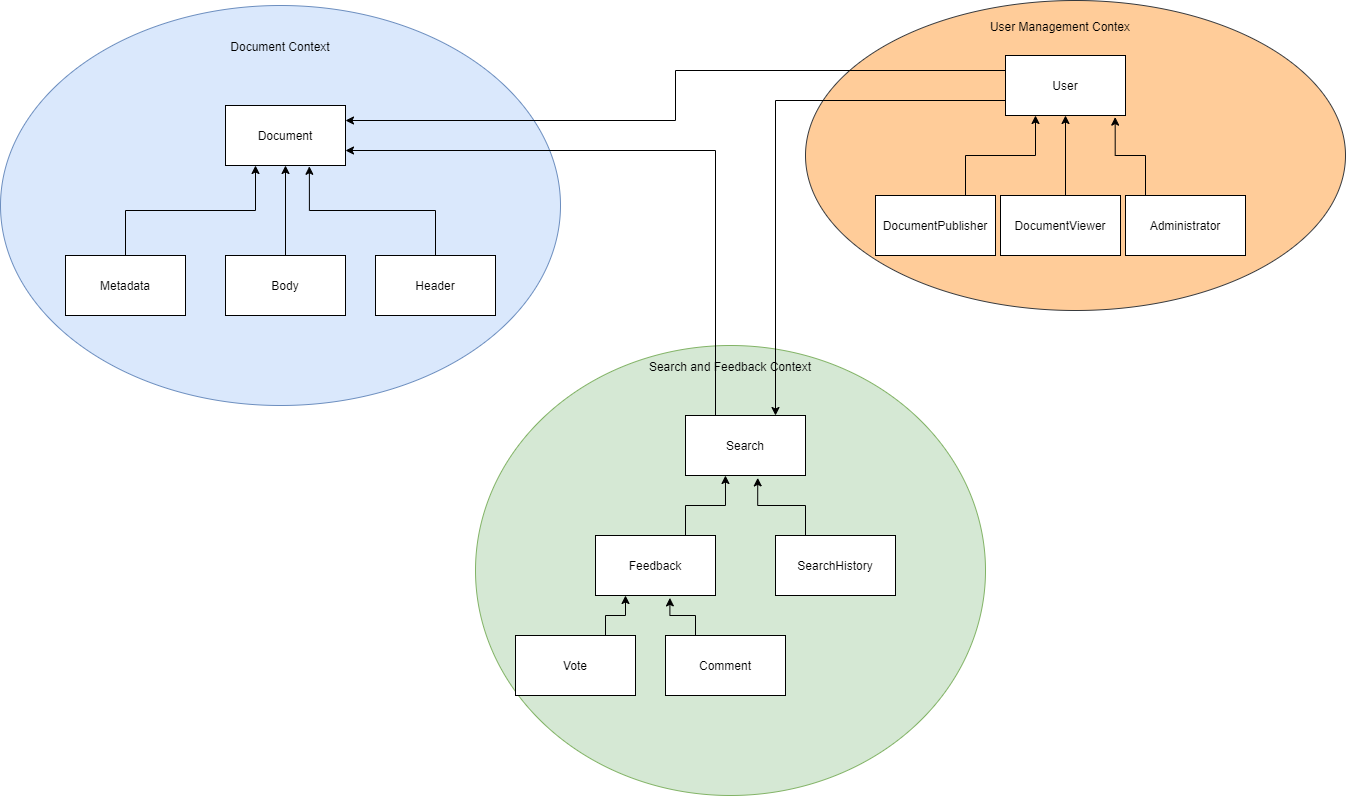 Document Context
User Management Contex
User
Document
DocumentPublisher
DocumentViewer
Administrator
Metadata
Body
Header
Search and Feedback Context
Search
Feedback
SearchHistory
Vote
Comment